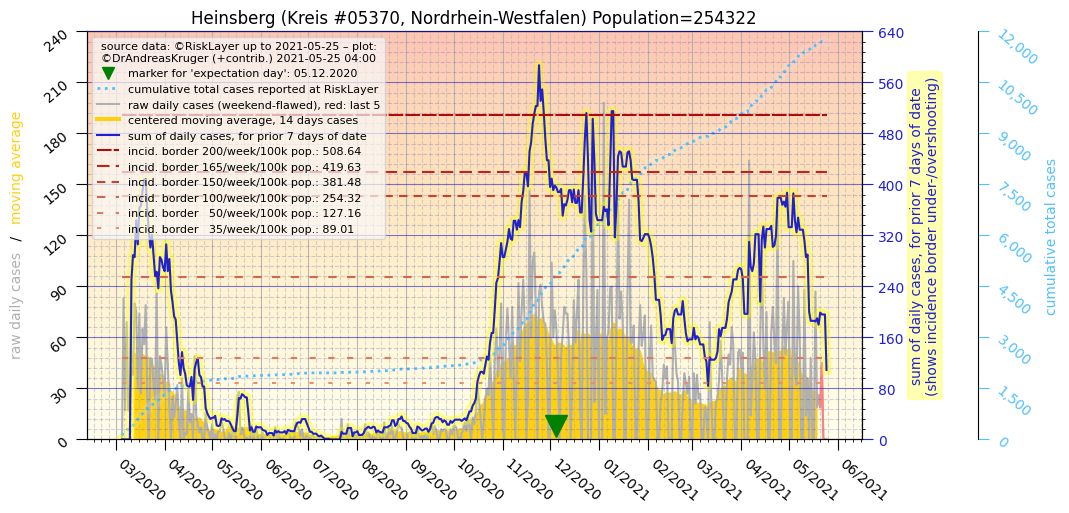 Heinsberg (Kreis #05370, Nordrhein-Westfalen) Population=254322
source data: ©RiskLayer up to 2021-05-25 – plot:
©DrAndreasKruger (+contrib.) 2021-05-25 04:00
marker for 'expectation day': 05.12.2020
cumulative total cases reported at RiskLayer
raw daily cases (weekend-flawed), red: last 5
centered moving average, 14 days cases
sum of daily cases, for prior 7 days of date
incid. border 200/week/100k pop.: 508.64
incid. border 165/week/100k pop.: 419.63
incid. border 150/week/100k pop.: 381.48
incid. border 100/week/100k pop.: 254.32
incid. border 50/week/100k pop.: 127.16
incid. border 35/week/100k pop.: 89.01
raw daily cases / moving average
240
210
180
150
120
90
60
30
0
640
560
480
400
320
240
160
80
0
sum of daily cases, for prior 7 days of date
(shows incidence border under-/overshooting)
12,000
10,500
9,000
7,500
6,000
4,500
3,000
1,500
0
cumulative total cases
03/2020
04/2020
05/2020
06/2020
07/2020
08/2020
09/2020
10/2020
11/2020
12/2020
01/2021
02/2021
03/2021
04/2021
05/2021
06/2021